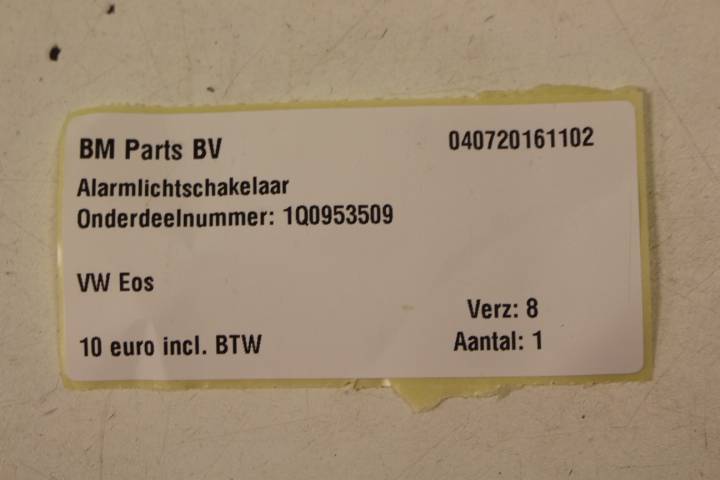 BM Parts BV 040720161102
Alarmlichtschakelaar
Onderdeelnummer: 1Q0953509
VW Eos
Verz: 8
10 euro incl. BTW Aantal: 1